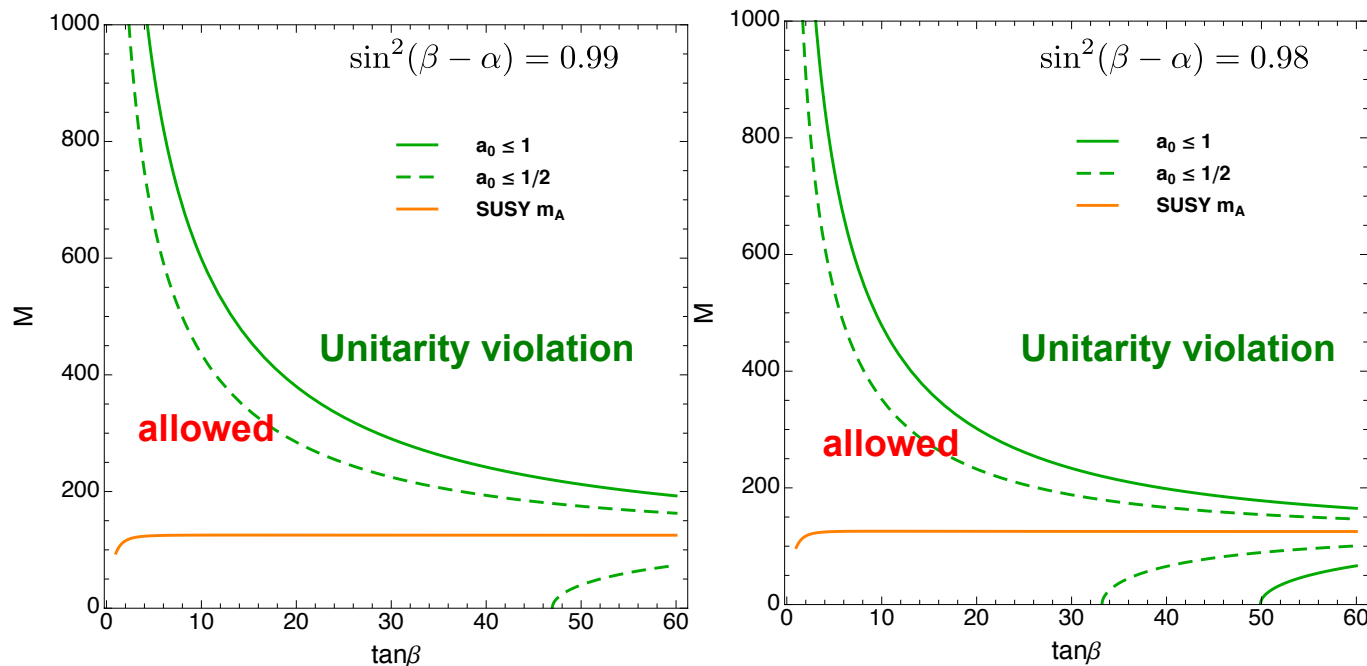 sin²(β − α) = 0.99
a₀ ≤ 1
a₀ ≤ 1/2
SUSY m_A
Unitarity violation
allowed
M
1000
800
600
400
200
0
0 10 20 30 40 50 60
tanβ
sin²(β − α) = 0.98
a₀ ≤ 1
a₀ ≤ 1/2
SUSY m_A
Unitarity violation
allowed
M
1000
800
600
400
200
0
0 10 20 30 40 50 60
tanβ